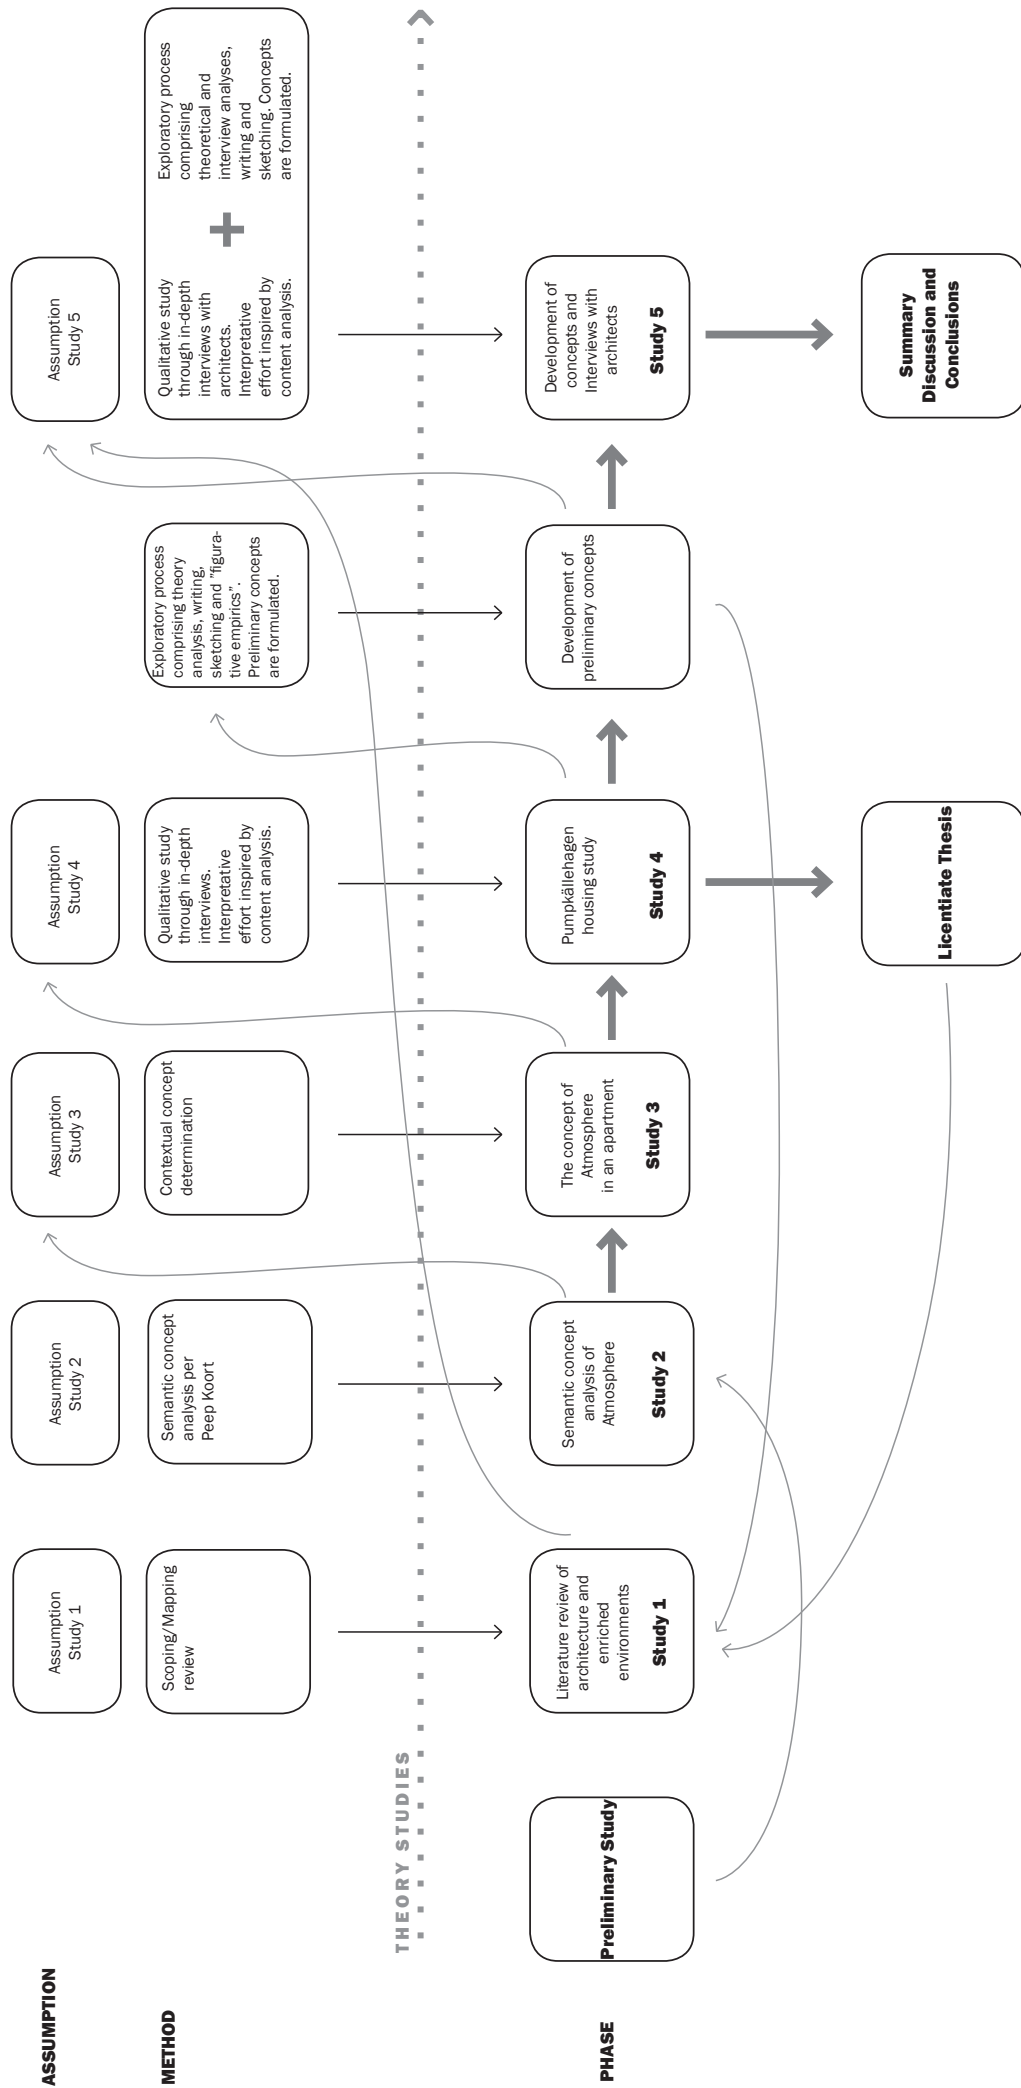 ASSUMPTION
Assumption
Study 1
Assumption
Study 2
Assumption
Study 3
Assumption
Study 4
Assumption
Study 5
METHOD
Scoping/Mapping
review
Semantic concept
analysis per
Peep Koort
Contextual concept
determination
Qualitative study
through in-depth
interviews.
Interpretative
effort inspired by
content analysis.
Exploratory process
comprising theory
analysis, writing,
sketching and "figura-
tive empirics".
Preliminary concepts
are formulated.
Qualitative study
through in-depth
interviews with
architects.
Interpretative
effort inspired by
content analysis.
Exploratory process
comprising
theoretical and
interview analyses,
writing and
sketching. Concepts
are formulated.
THEORY STUDIES
PHASE
Preliminary Study
Literature review of
architecture and
enriched
environments
Study 1
Semantic concept
analysis of
Atmosphere
Study 2
The concept of
Atmosphere
in an apartment
Study 3
Pumpkällehagen
housing study
Study 4
Development of
preliminary concepts
Development of
concepts and
Interviews with
architects
Study 5
Licentiate Thesis
Summary
Discussion and
Conclusions